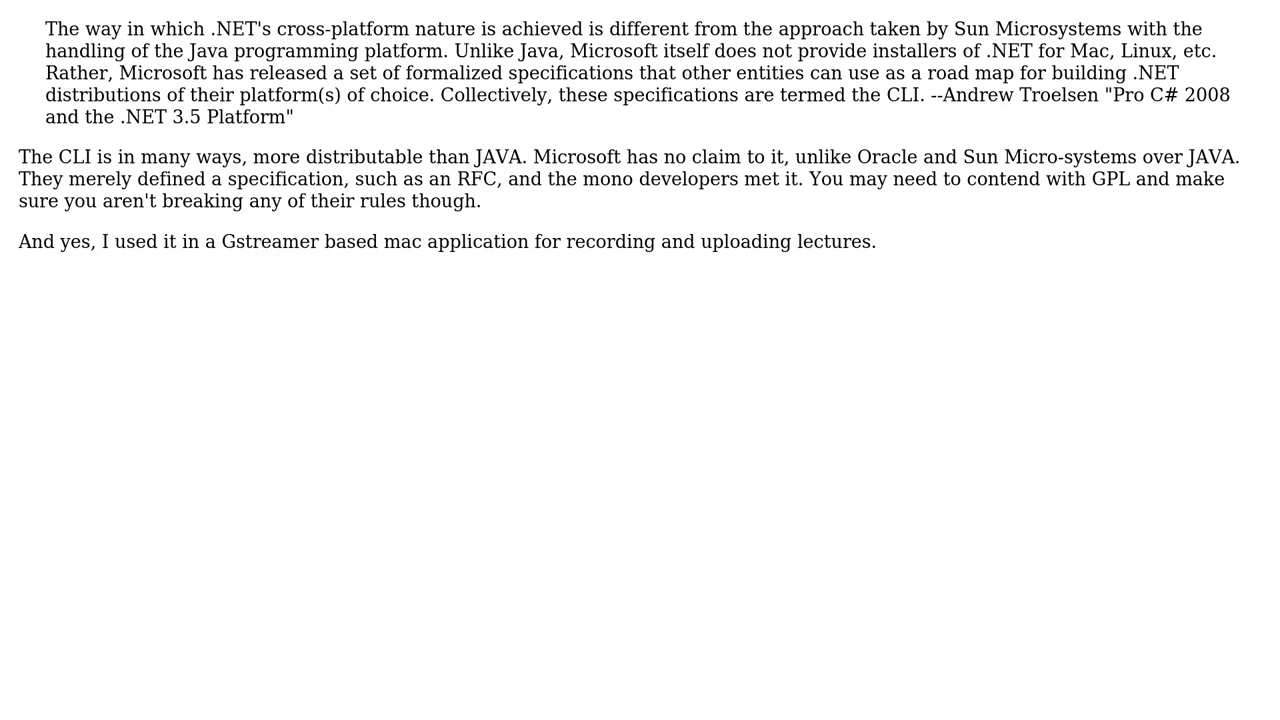 The way in which .NET's cross-platform nature is achieved is different from the approach taken by Sun Microsystems with the
handling of the Java programming platform. Unlike Java, Microsoft itself does not provide installers of .NET for Mac, Linux, etc.
Rather, Microsoft has released a set of formalized specifications that other entities can use as a road map for building .NET
distributions of their platform(s) of choice. Collectively, these specifications are termed the CLI. --Andrew Troelsen "Pro C# 2008
and the .NET 3.5 Platform"
The CLI is in many ways, more distributable than JAVA. Microsoft has no claim to it, unlike Oracle and Sun Micro-systems over JAVA.
They merely defined a specification, such as an RFC, and the mono developers met it. You may need to contend with GPL and make
sure you aren't breaking any of their rules though.
And yes, I used it in a Gstreamer based mac application for recording and uploading lectures.